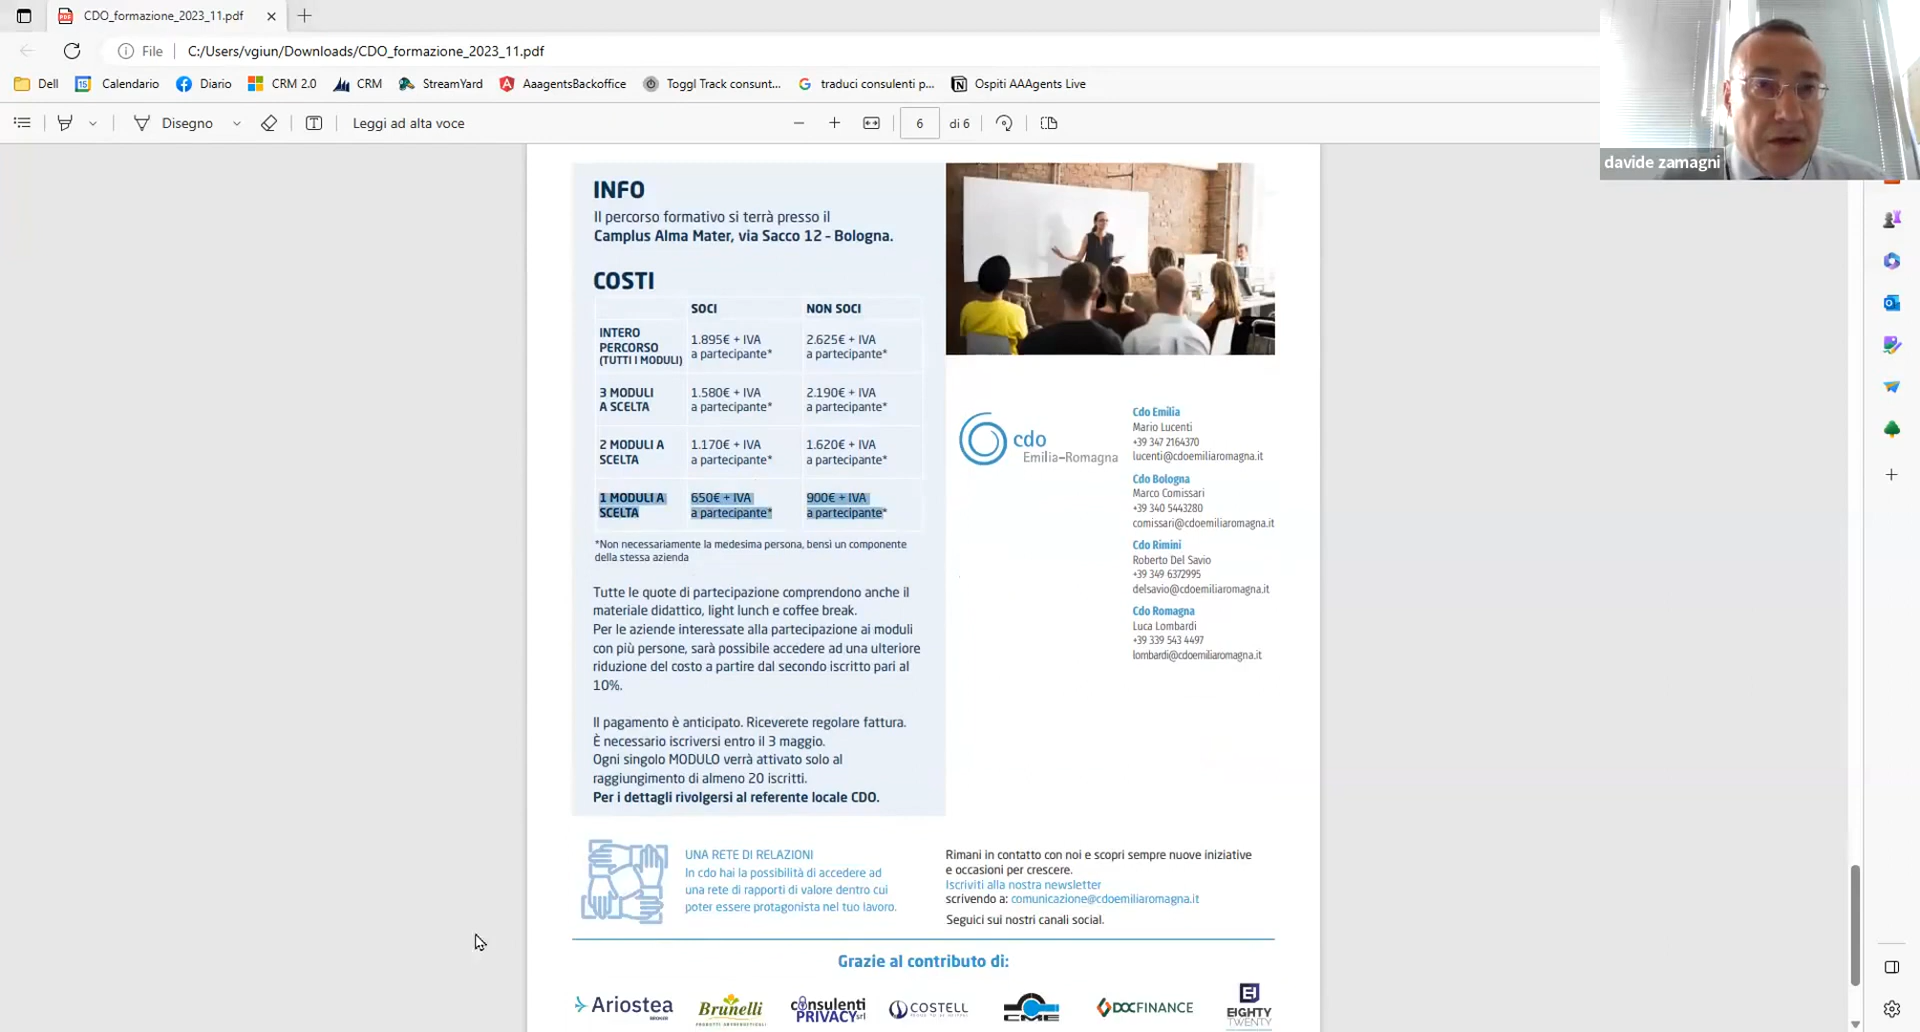 CDO_formazione_2023_11.pdf
File
C:/Users/vgiun/Downloads/CDO_formazione_2023_11.pdf
Dell
Calendario
Diario
CRM 2.0
CRM
StreamYard
AaagentsBackoffice
Toggl Track consunt...
traduci consulenti p...
Ospiti AAAgents Live
Disegno
Leggi ad alta voce
6
di 6
davide zamagni
INFO
Il percorso formativo si terrà presso il
Camplus Alma Mater, via Sacco 12 - Bologna.
COSTI
SOCI NON SOCI
INTERO
PERCORSO
(TUTTI I MODULI)
1.895€ + IVA
a partecipante*
2.625€ + IVA
a partecipante*
3 MODULI
A SCELTA
1.580€ + IVA
a partecipante*
2.190€ + IVA
a partecipante*
2 MODULI A
SCELTA
1.170€ + IVA
a partecipante*
1.620€ + IVA
a partecipante*
1 MODULI A
SCELTA
650€ + IVA
a partecipante*
900€ + IVA
a partecipante*
*Non necessariamente la medesima persona, bensì un componente
della stessa azienda
Tutte le quote di partecipazione comprendono anche il
materiale didattico, light lunch e coffee break.
Per le aziende interessate alla partecipazione ai moduli
con più persone, sarà possibile accedere ad una ulteriore
riduzione del costo a partire dal secondo iscritto pari al
10%.
Il pagamento è anticipato. Riceverete regolare fattura.
È necessario iscriversi entro il 3 maggio.
Ogni singolo MODULO verrà attivato solo al
raggiungimento di almeno 20 iscritti.
Per i dettagli rivolgersi al referente locale CDO.
cdo
Emilia-Romagna
Cdo Emilia
Mario Lucenti
+39 347 2164370
lucenti@cdoemiliaromagna.it
Cdo Bologna
Marco Comissari
+39 340 5443280
comissari@cdoemiliaromagna.it
Cdo Rimini
Roberto Del Savio
+39 349 6372995
delsavio@cdoemiliaromagna.it
Cdo Romagna
Luca Lombardi
+39 339 543 4497
lombardi@cdoemiliaromagna.it
UNA RETE DI RELAZIONI
In cdo hai la possibilità di accedere ad
una rete di rapporti di valore dentro cui
poter essere protagonista nel tuo lavoro.
Rimani in contatto con noi e scopri sempre nuove iniziative
e occasioni per crescere.
Iscriviti alla nostra newsletter
scrivendo a: comunicazione@cdoemiliaromagna.it
Seguici sui nostri canali social.
Grazie al contributo di:
Ariostea
BROKER
Brunelli
consulenti
PRIVACY srl
COSTELL
CME
DOCFINANCE
EIGHTY
TWENTY